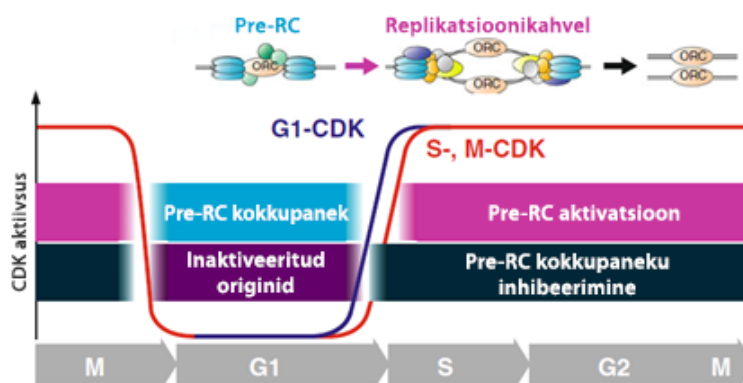 Pre-RC
Replikatsioonikahvel
ORC
ORC
ORC
ORC
ORC
G1-CDK
S-, M-CDK
CDK aktiivsus
Pre-RC kokkupanek
Pre-RC aktivatsioon
Inaktiveeritud
originid
Pre-RC kokkupaneku
inhibeerimine
M
G1
S
G2
M